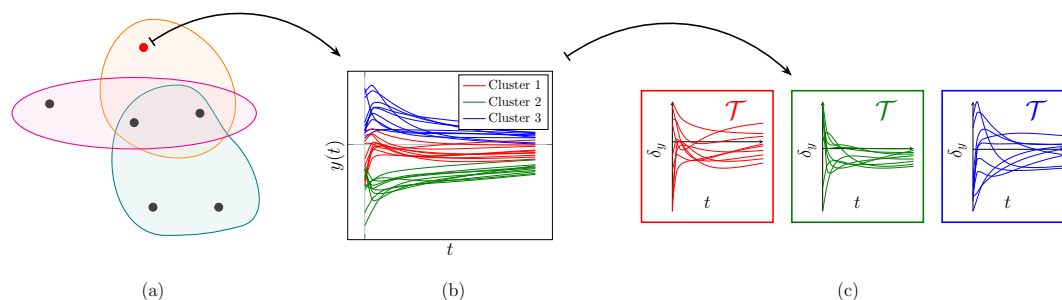 Cluster 1
Cluster 2
Cluster 3
y(t)
t
𝒯
δ_y
t
𝒯
δ_y
t
𝒯
δ_y
t
(a)
(b)
(c)